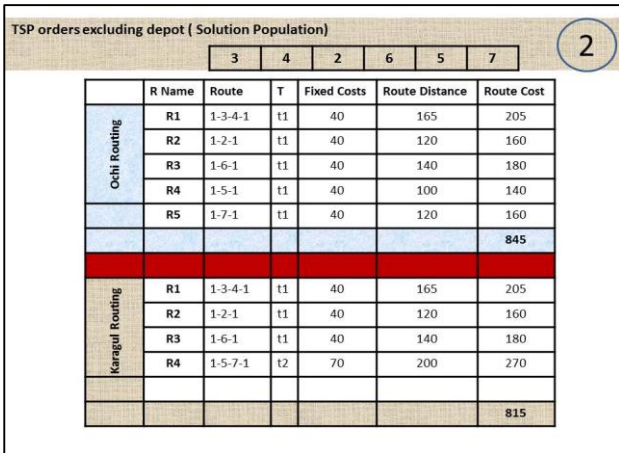 TSP orders excluding depot ( Solution Population)
2
3 4 2 6 5 7
R Name Route T Fixed Costs Route Distance Route Cost
Ochi Routing
R1 1-3-4-1 t1 40 165 205
R2 1-2-1 t1 40 120 160
R3 1-6-1 t1 40 140 180
R4 1-5-1 t1 40 100 140
R5 1-7-1 t1 40 120 160
845
Karagul Routing
R1 1-3-4-1 t1 40 165 205
R2 1-2-1 t1 40 120 160
R3 1-6-1 t1 40 140 180
R4 1-5-7-1 t2 70 200 270
815